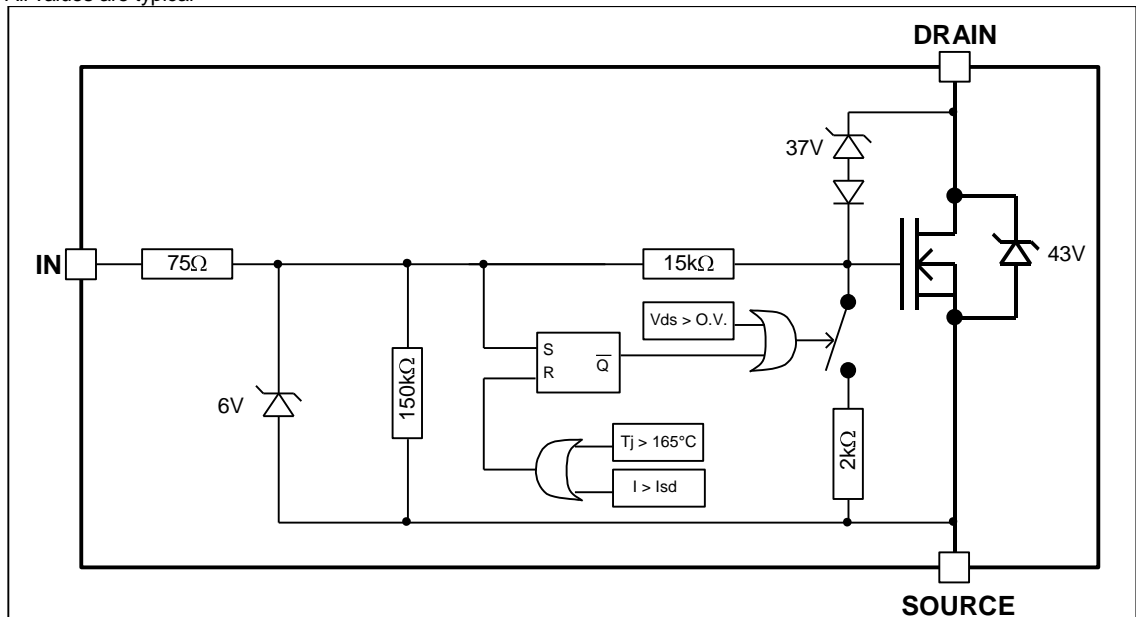 All values are typical
DRAIN
37V
IN
75Ω
15kΩ
43V
Vds > O.V.
S
R
Q̅
150kΩ
6V
Tj > 165°C
I > Isd
2kΩ
SOURCE